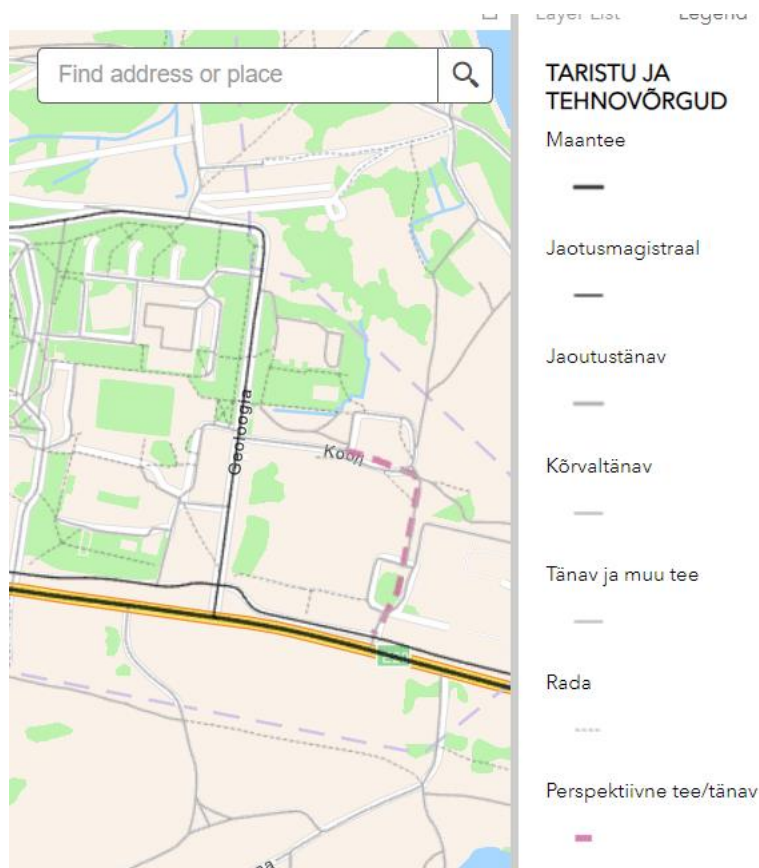 Layer List Legend
Find address or place
TARISTU JA
TEHNOVÕRGUD
Maantee
Jaotusmagistraal
Jaoutustänav
Kõrvaltänav
Tänav ja muu tee
Rada
Perspektiivne tee/tänav
Geoloogia
Kooli